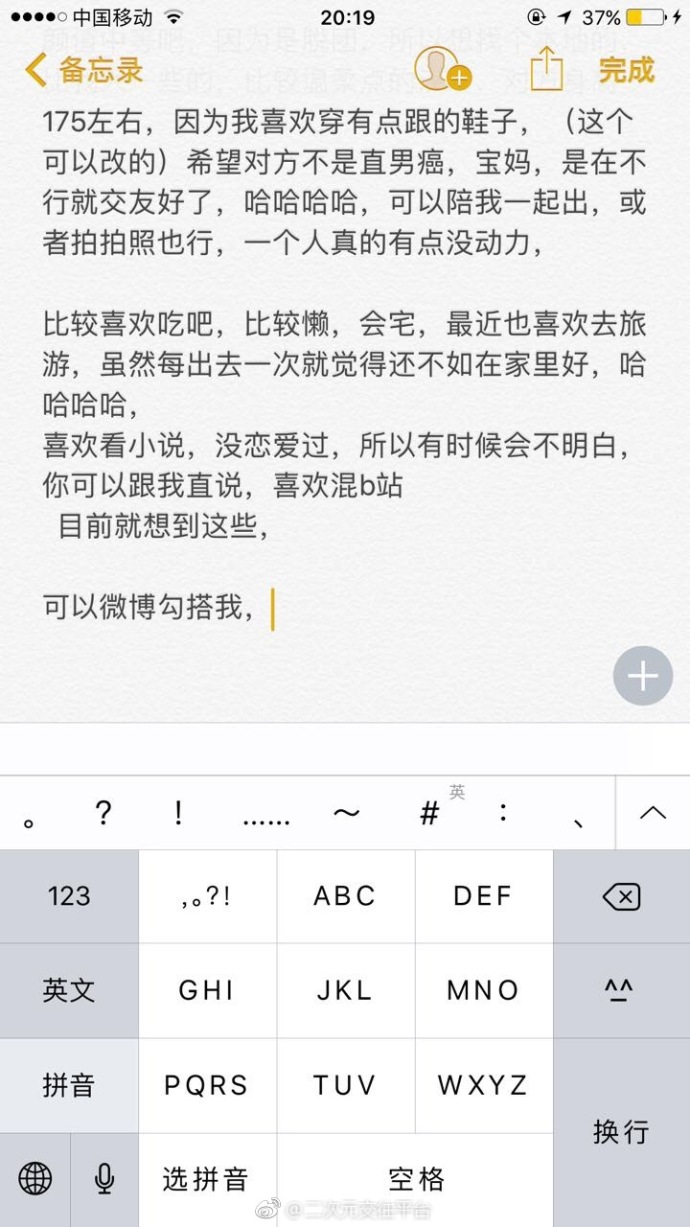 中国移动 20:19 37%
备忘录 完成
175左右，因为我喜欢穿有点跟的鞋子，（这个
可以改的）希望对方不是直男癌，宝妈，是在不
行就交友好了，哈哈哈哈，可以陪我一起出，或
者拍拍照也行，一个人真的有点没动力，
比较喜欢吃吧，比较懒，会宅，最近也喜欢去旅
游，虽然每出去一次就觉得还不如在家里好，哈
哈哈哈，
喜欢看小说，没恋爱过，所以有时候会不明白，
你可以跟我直说，喜欢混b站
目前就想到这些，
可以微博勾搭我，
。 ？ ！ …… ～ # 英 ： 、
123 ,。?! ABC DEF
英文 GHI JKL MNO ^^
拼音 PQRS TUV WXYZ
换行
选拼音 空格
@二次元交往平台